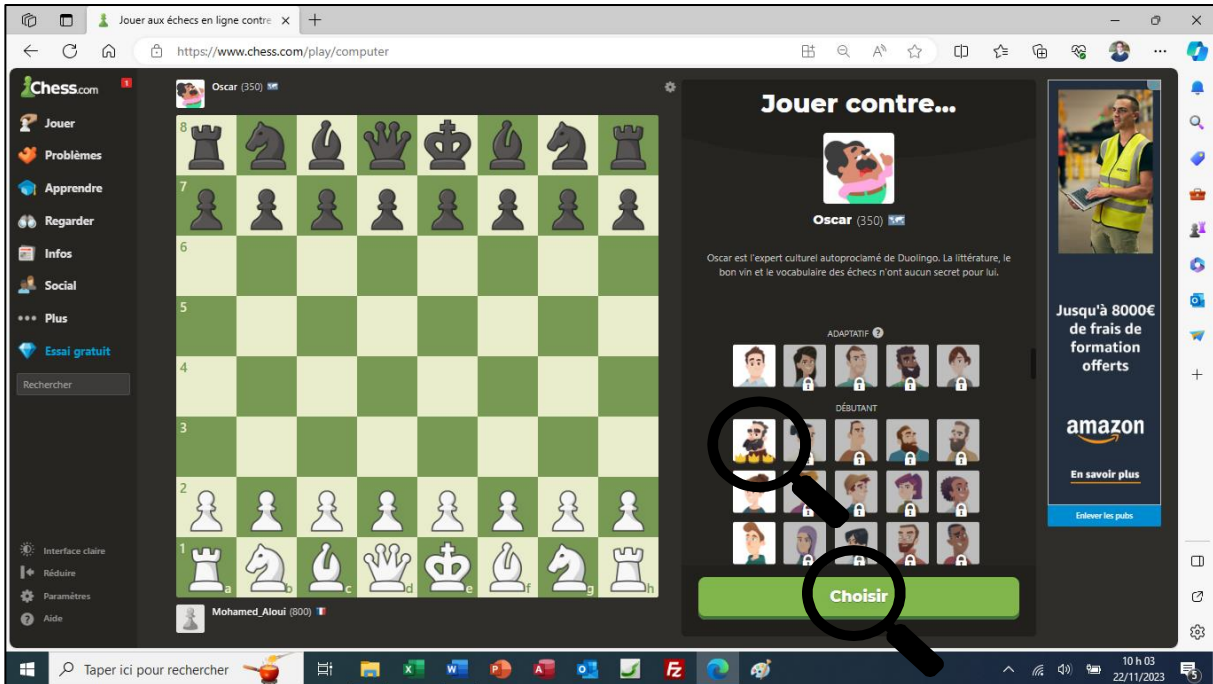 Jouer aux échecs en ligne contre
https://www.chess.com/play/computer
Chess.com
1
Jouer
Problèmes
Apprendre
Regarder
Infos
Social
Plus
Essai gratuit
Rechercher
Interface claire
Réduire
Paramètres
Aide
Oscar (350)
8
7
6
5
4
3
2
1
a b c d e f g h
Mohamed_Aloui (800)
Jouer contre...
Oscar (350)
Oscar est l'expert culturel autoproclamé de Duolingo. La littérature, le
bon vin et le vocabulaire des échecs n'ont aucun secret pour lui.
ADAPTATIF ?
DÉBUTANT
Choisir
Jusqu'à 8000€
de frais de
formation
offerts
amazon
En savoir plus
Enlever les pubs
Taper ici pour rechercher
10 h 03
22/11/2023
5